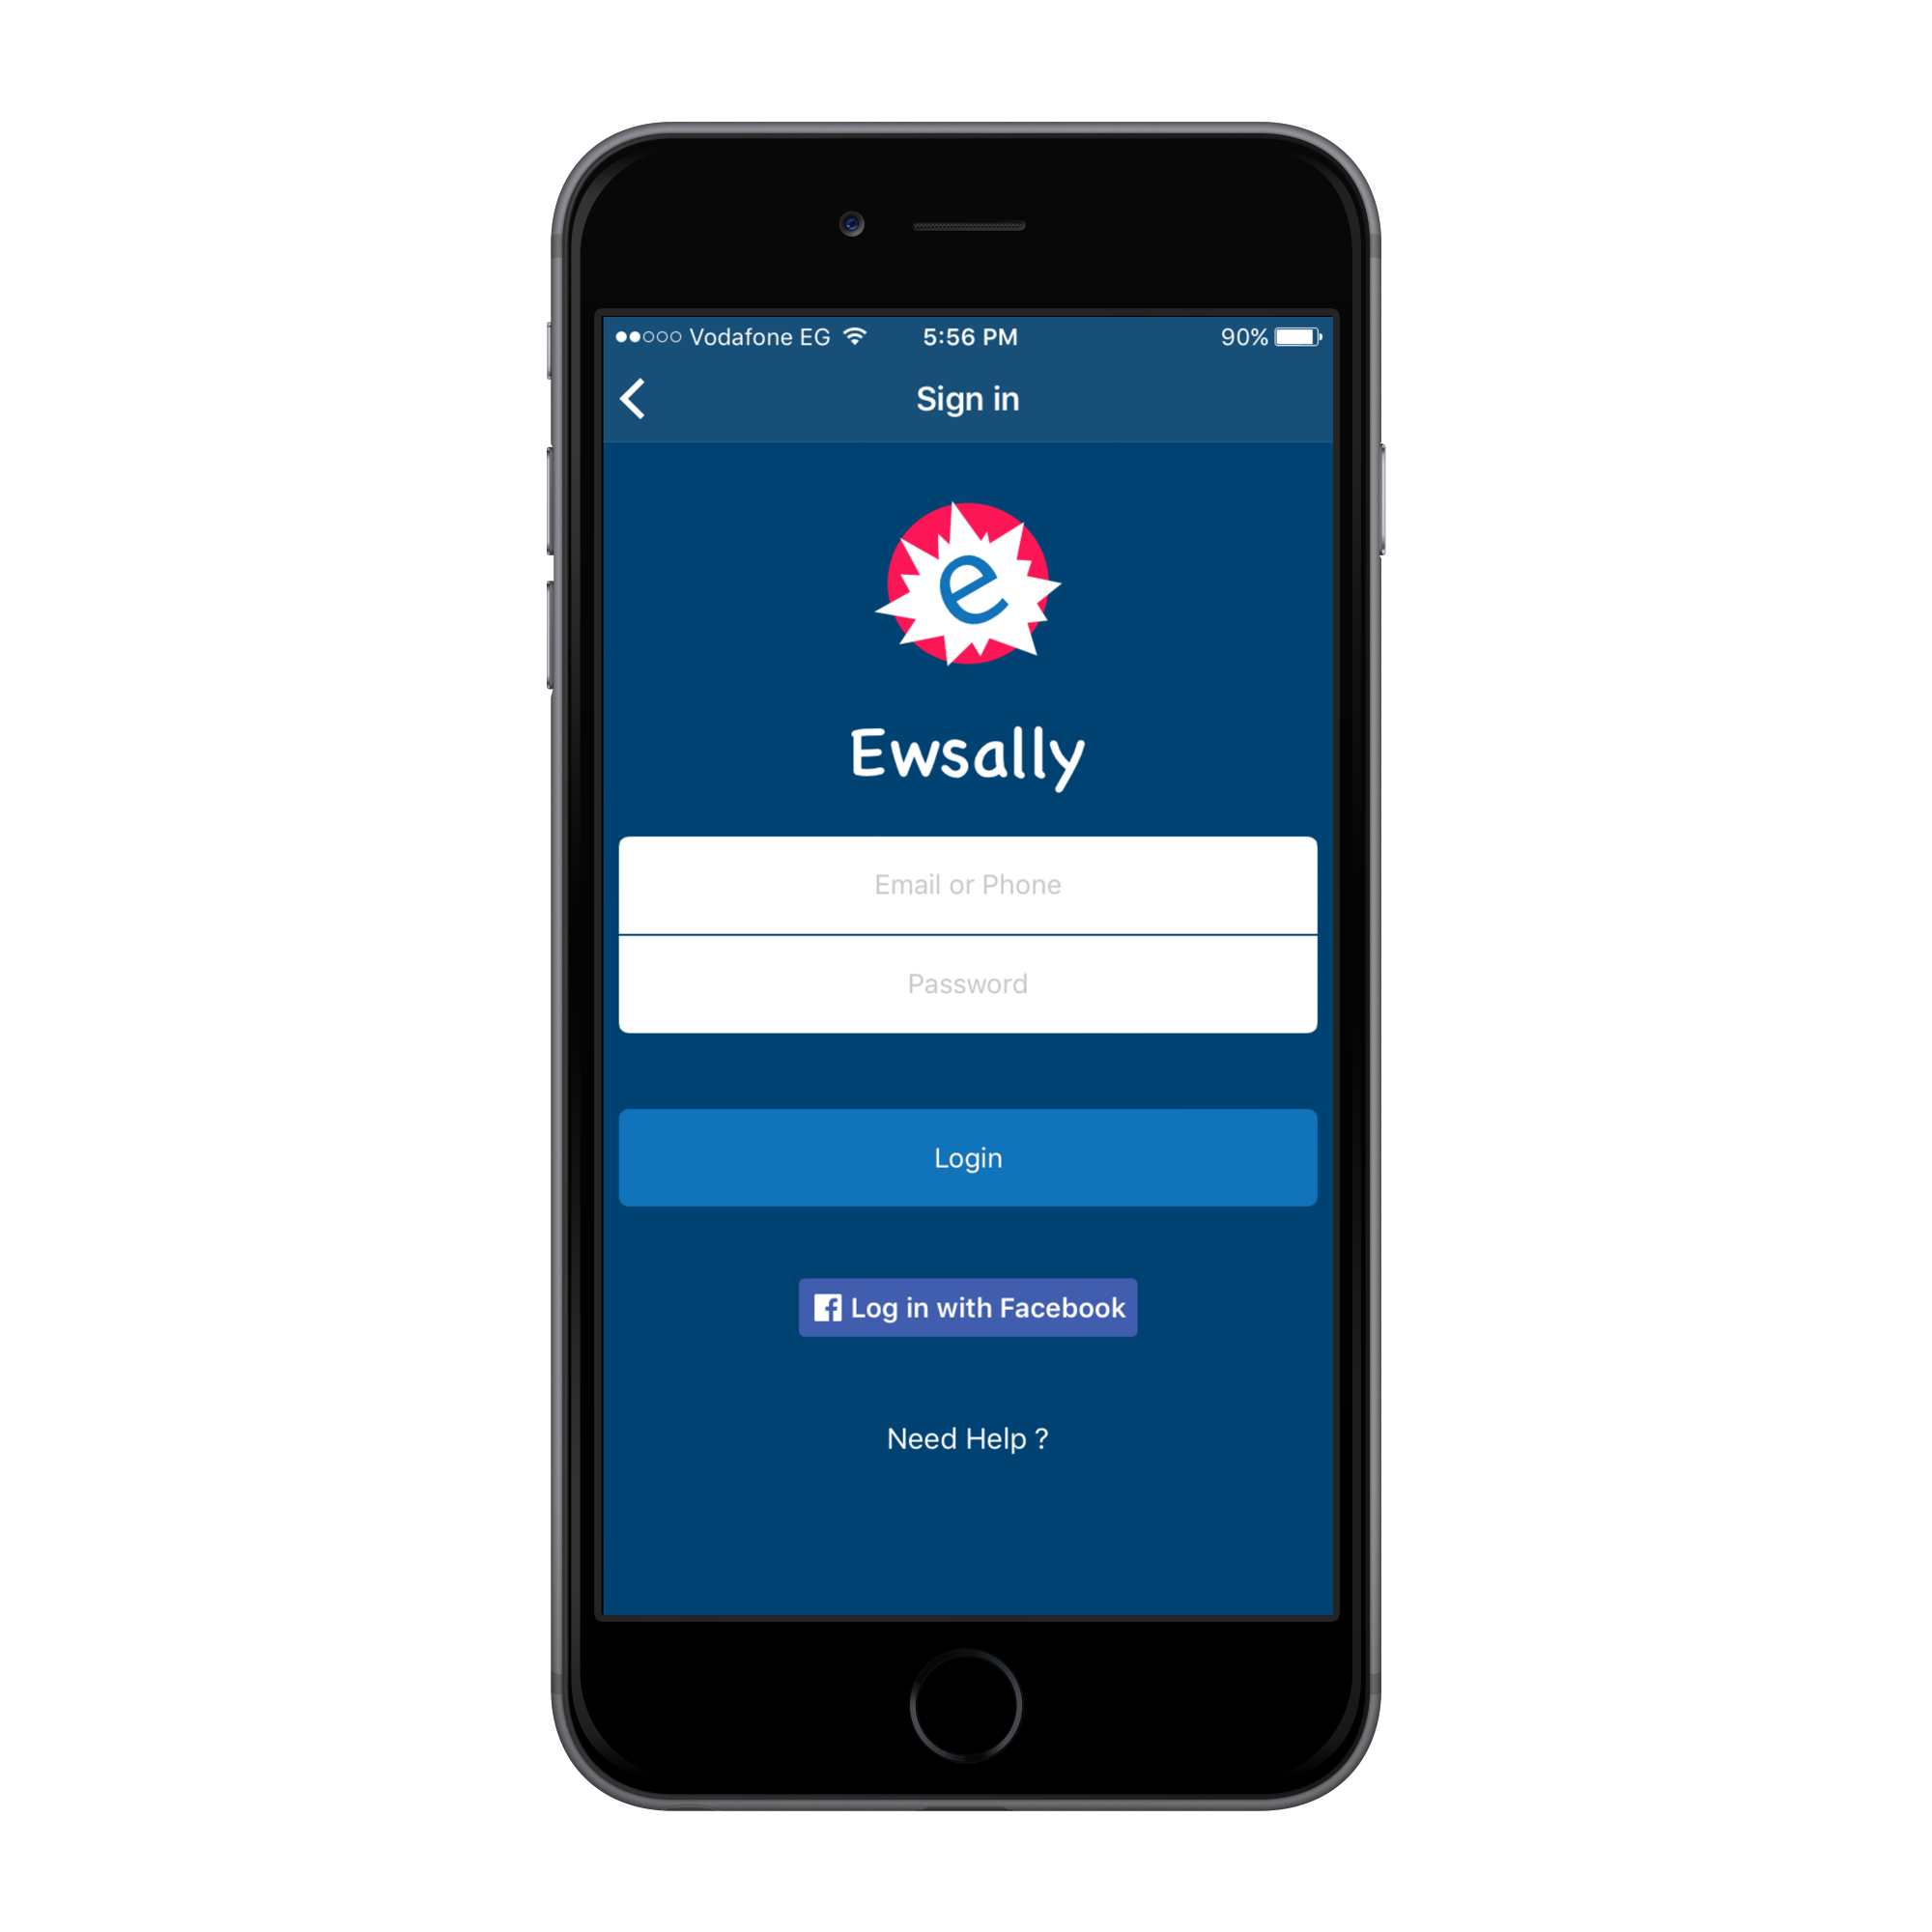 Vodafone EG 5:56 PM 90%
Sign in
e
Ewsally
Email or Phone
Password
Login
f Log in with Facebook
Need Help ?